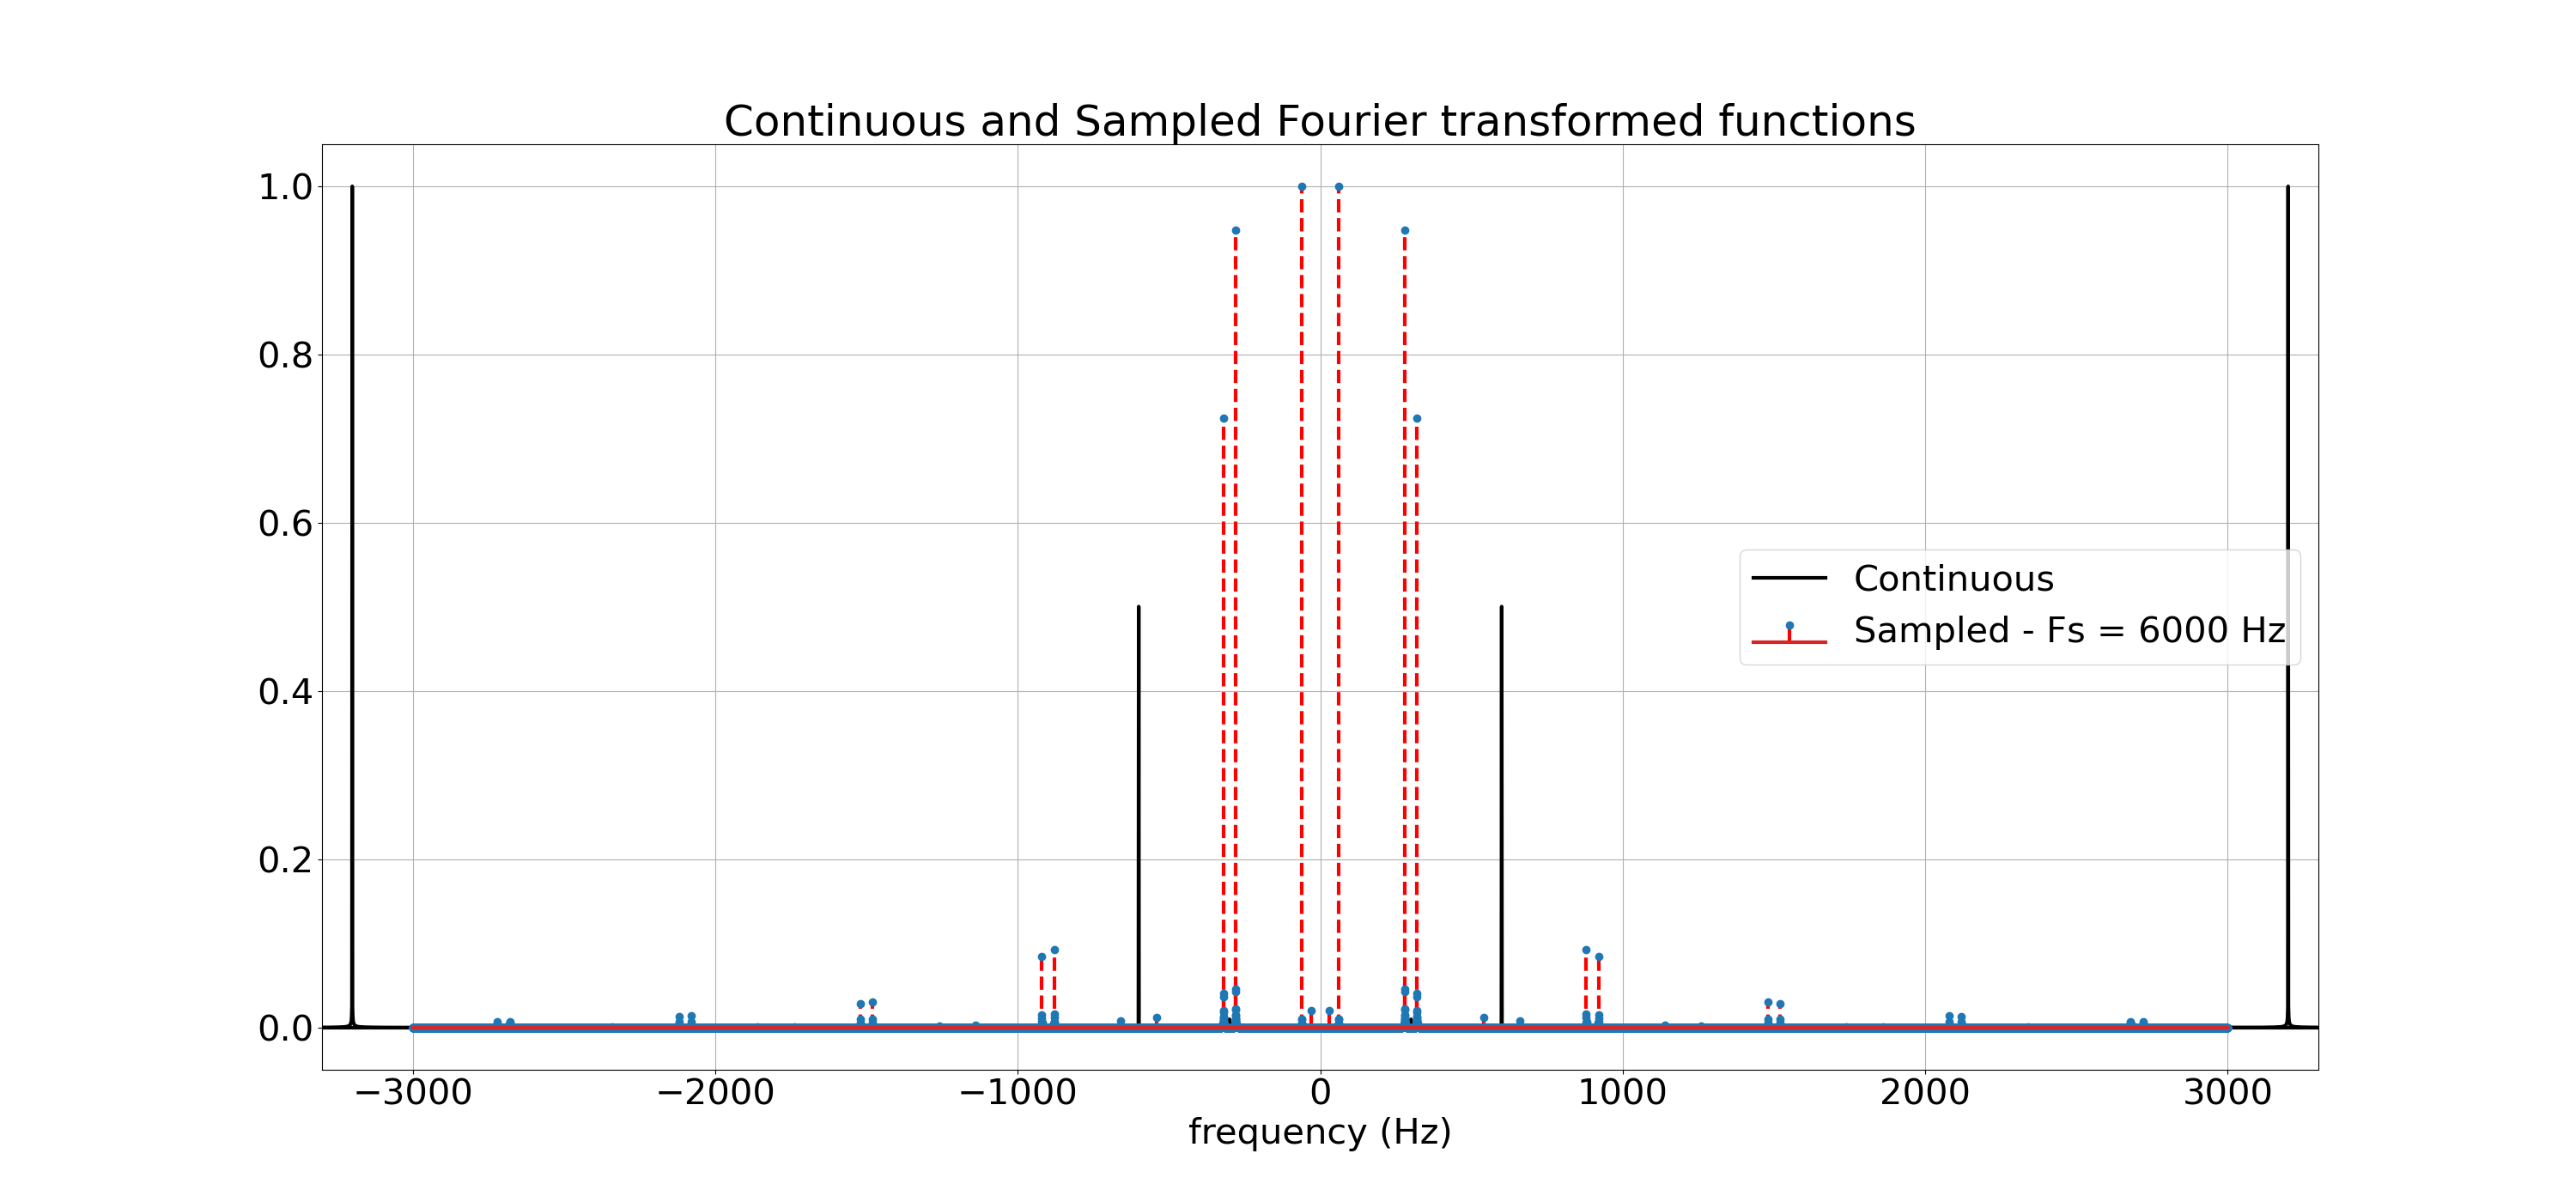 Continuous and Sampled Fourier transformed functions
1.0
0.8
0.6
0.4
0.2
0.0
Continuous
Sampled - Fs = 6000 Hz
−3000 −2000 −1000 0 1000 2000 3000
frequency (Hz)